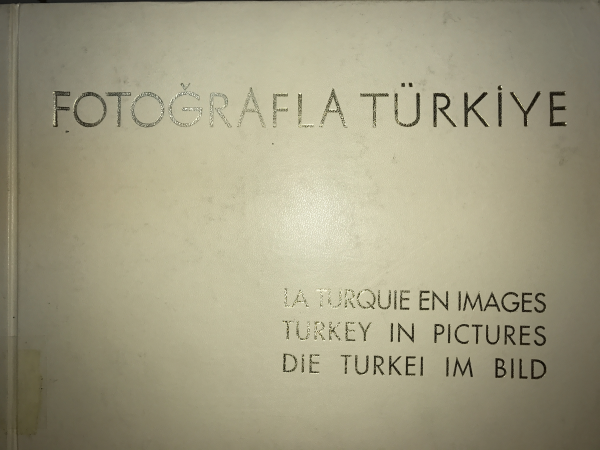 FOTOĞRAFLA TÜRKİYE
LA TURQUIE EN IMAGES
TURKEY IN PICTURES
DIE TURKEI IM BILD